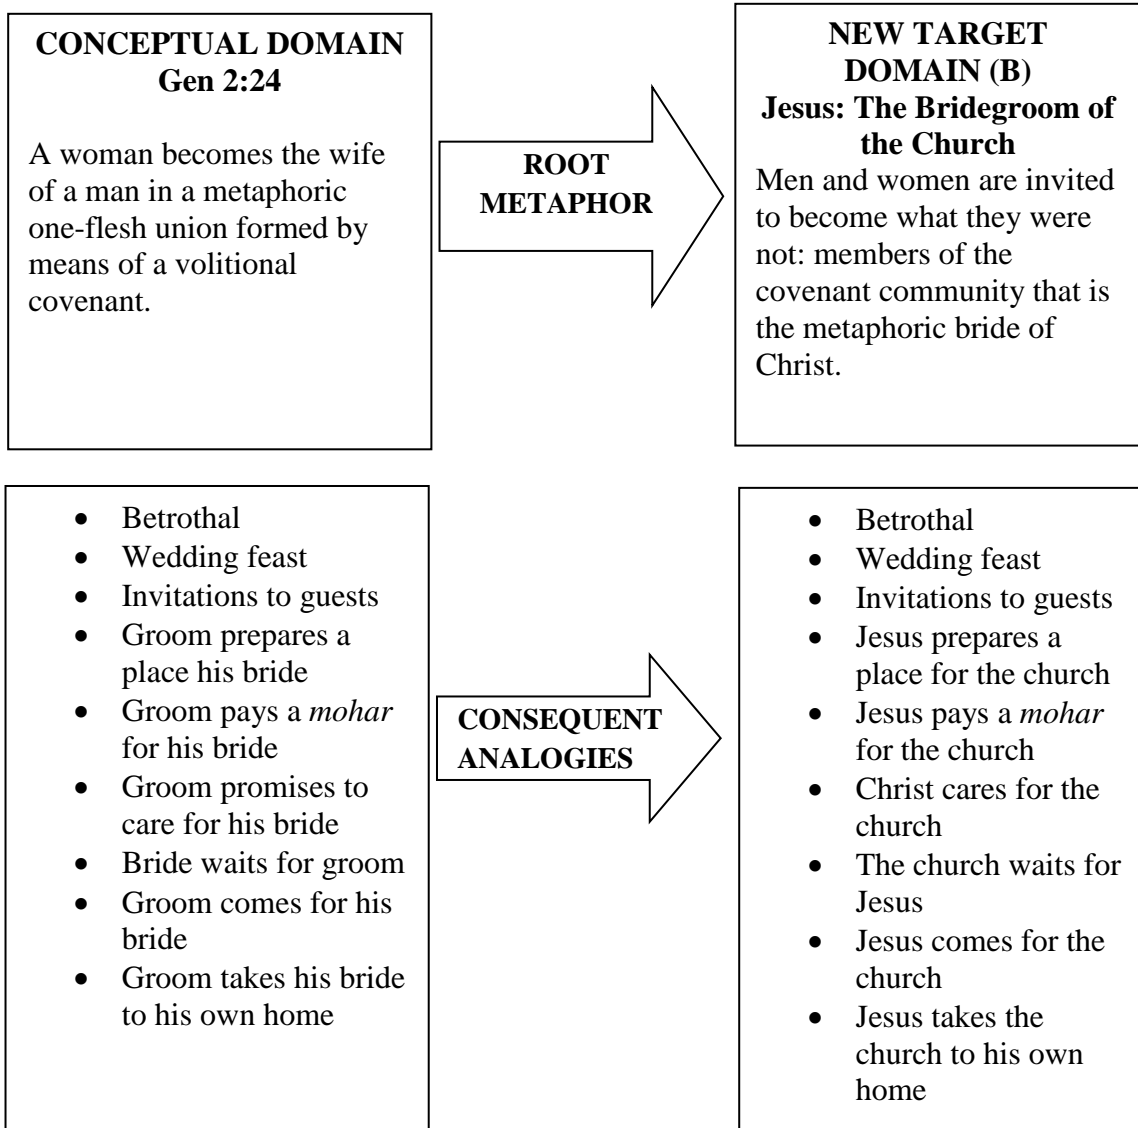 CONCEPTUAL DOMAIN
Gen 2:24
A woman becomes the wife
of a man in a metaphoric
one-flesh union formed by
means of a volitional
covenant.
ROOT
METAPHOR
NEW TARGET
DOMAIN (B)
Jesus: The Bridegroom of
the Church
Men and women are invited
to become what they were
not: members of the
covenant community that is
the metaphoric bride of
Christ.
• Betrothal
• Wedding feast
• Invitations to guests
• Groom prepares a
place his bride
• Groom pays a mohar
for his bride
• Groom promises to
care for his bride
• Bride waits for groom
• Groom comes for his
bride
• Groom takes his bride
to his own home
CONSEQUENT
ANALOGIES
• Betrothal
• Wedding feast
• Invitations to guests
• Jesus prepares a
place for the church
• Jesus pays a mohar
for the church
• Christ cares for the
church
• The church waits for
Jesus
• Jesus comes for the
church
• Jesus takes the
church to his own
home